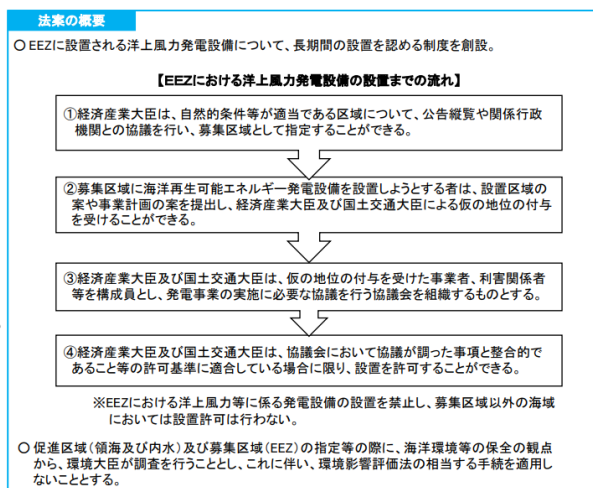 法案の概要
○ EEZに設置される洋上風力発電設備について、長期間の設置を認める制度を創設。
【EEZにおける洋上風力発電設備の設置までの流れ】
①経済産業大臣は、自然的条件等が適当である区域について、公告縦覧や関係行政
機関との協議を行い、募集区域として指定することができる。
②募集区域に海洋再生可能エネルギー発電設備を設置しようとする者は、設置区域の
案や事業計画の案を提出し、経済産業大臣及び国土交通大臣による仮の地位の付与
を受けることができる。
③経済産業大臣及び国土交通大臣は、仮の地位の付与を受けた事業者、利害関係者
等を構成員とし、発電事業の実施に必要な協議を行う協議会を組織するものとする。
④経済産業大臣及び国土交通大臣は、協議会において協議が調った事項と整合的で
あること等の許可基準に適合している場合に限り、設置を許可することができる。
※EEZにおける洋上風力等に係る発電設備の設置を禁止し、募集区域以外の海域
においては設置許可は行わない。
○ 促進区域(領海及び内水)及び募集区域(EEZ)の指定等の際に、海洋環境等の保全の観点
から、環境大臣が調査を行うこととし、これに伴い、環境影響評価法の相当する手続を適用し
ないこととする。